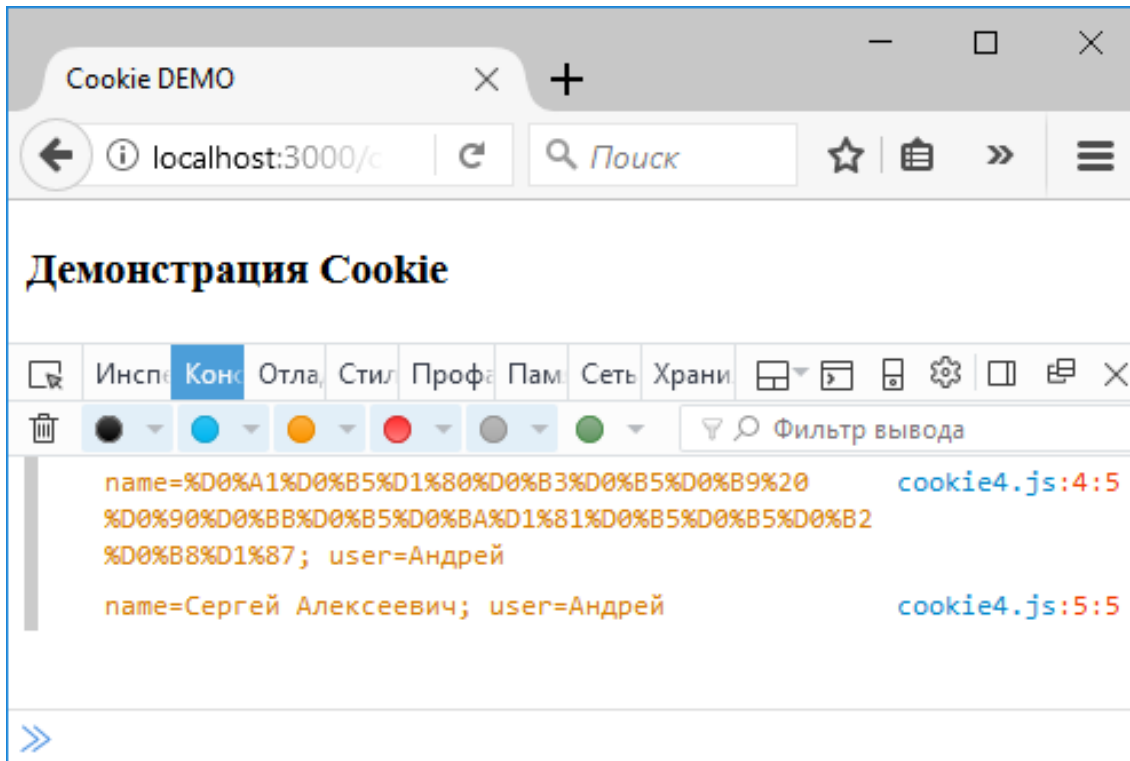 Cookie DEMO
localhost:3000/c
Поиск
Демонстрация Cookie
Инспе Конс Отла Стил Профа Пам Сеть Храни
Фильтр вывода
name=%D0%A1%D0%B5%D1%80%D0%B3%D0%B5%D0%B9%20 cookie4.js:4:5
%D0%90%D0%BB%D0%B5%D0%BA%D1%81%D0%B5%D0%B5%D0%B2
%D0%B8%D1%87; user=Андрей
name=Сергей Алексеевич; user=Андрей cookie4.js:5:5